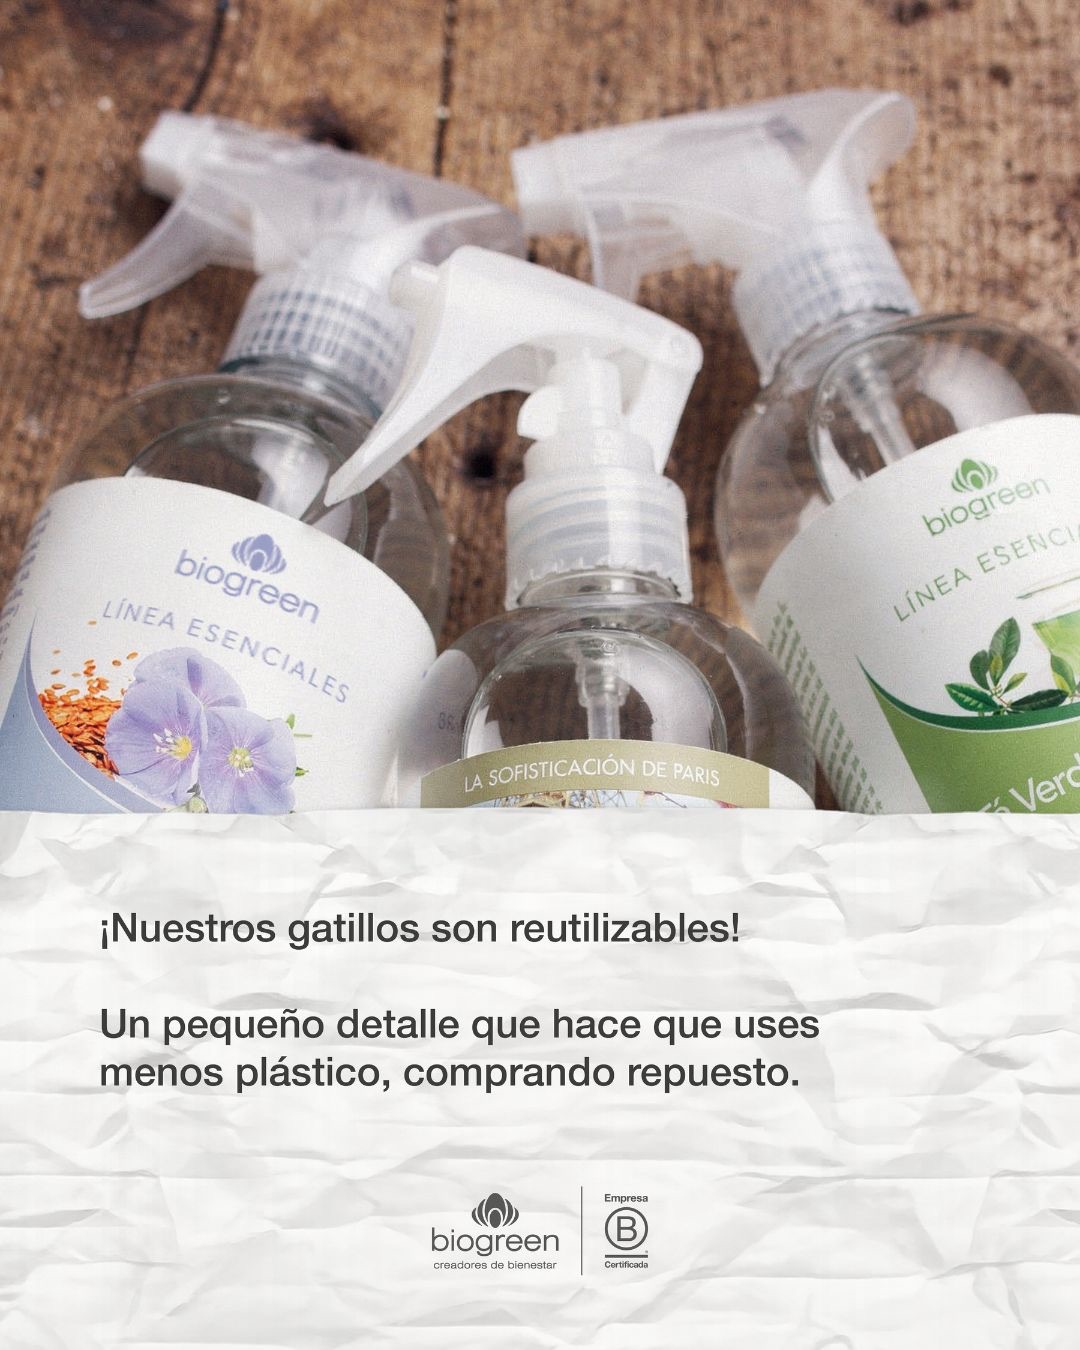 biogreen
LÍNEA ESENCIALES
LA SOFISTICACIÓN DE PARIS
biogreen
LÍNEA
Té
¡Nuestros gatillos son reutilizables!
Un pequeño detalle que hace que uses
menos plástico, comprando repuesto.
biogreen
creadores de bienestar
Empresa
B
Certificada